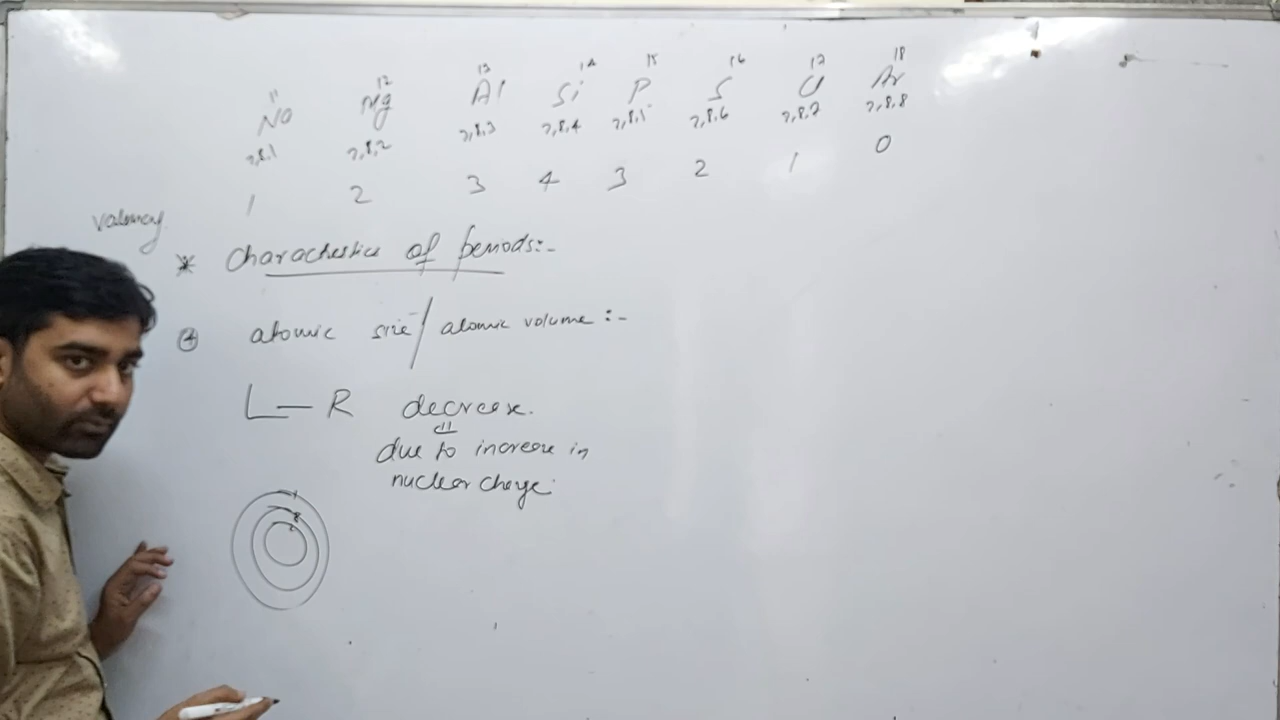 11 12 13 14 15 16 17 18
Na Mg Al Si P S Cl Ar
2,8,1 2,8,2 2,8,3 2,8,4 2,8,5 2,8,6 2,8,7 2,8,8
valency 1 2 3 4 3 2 1 0
* Charachestics of periods:-
④ atomic size / atomic volume :-
L — R decrease.
due to increase in
nuclear charge.